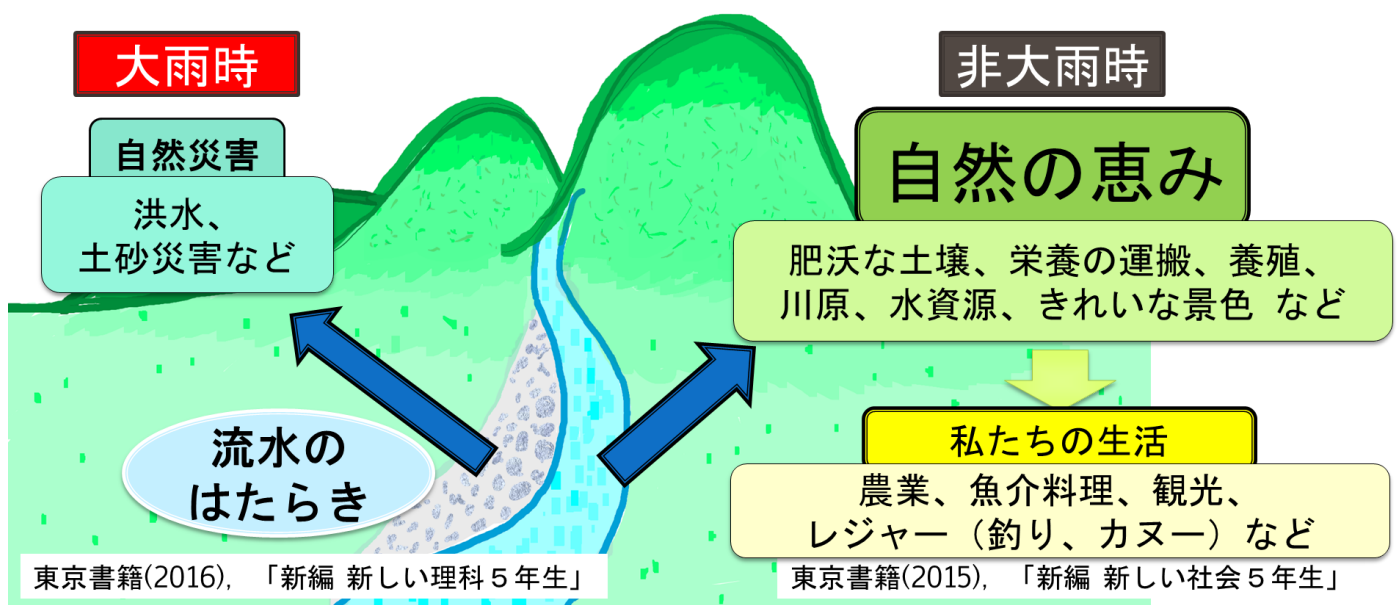 大雨時
自然災害
洪水、
土砂災害など
流水の
はたらき
東京書籍(2016), 「新編 新しい理科５年生」
非大雨時
自然の恵み
肥沃な土壌、栄養の運搬、養殖、
川原、水資源、きれいな景色 など
私たちの生活
農業、魚介料理、観光、
レジャー（釣り、カヌー）など
東京書籍(2015), 「新編 新しい社会５年生」